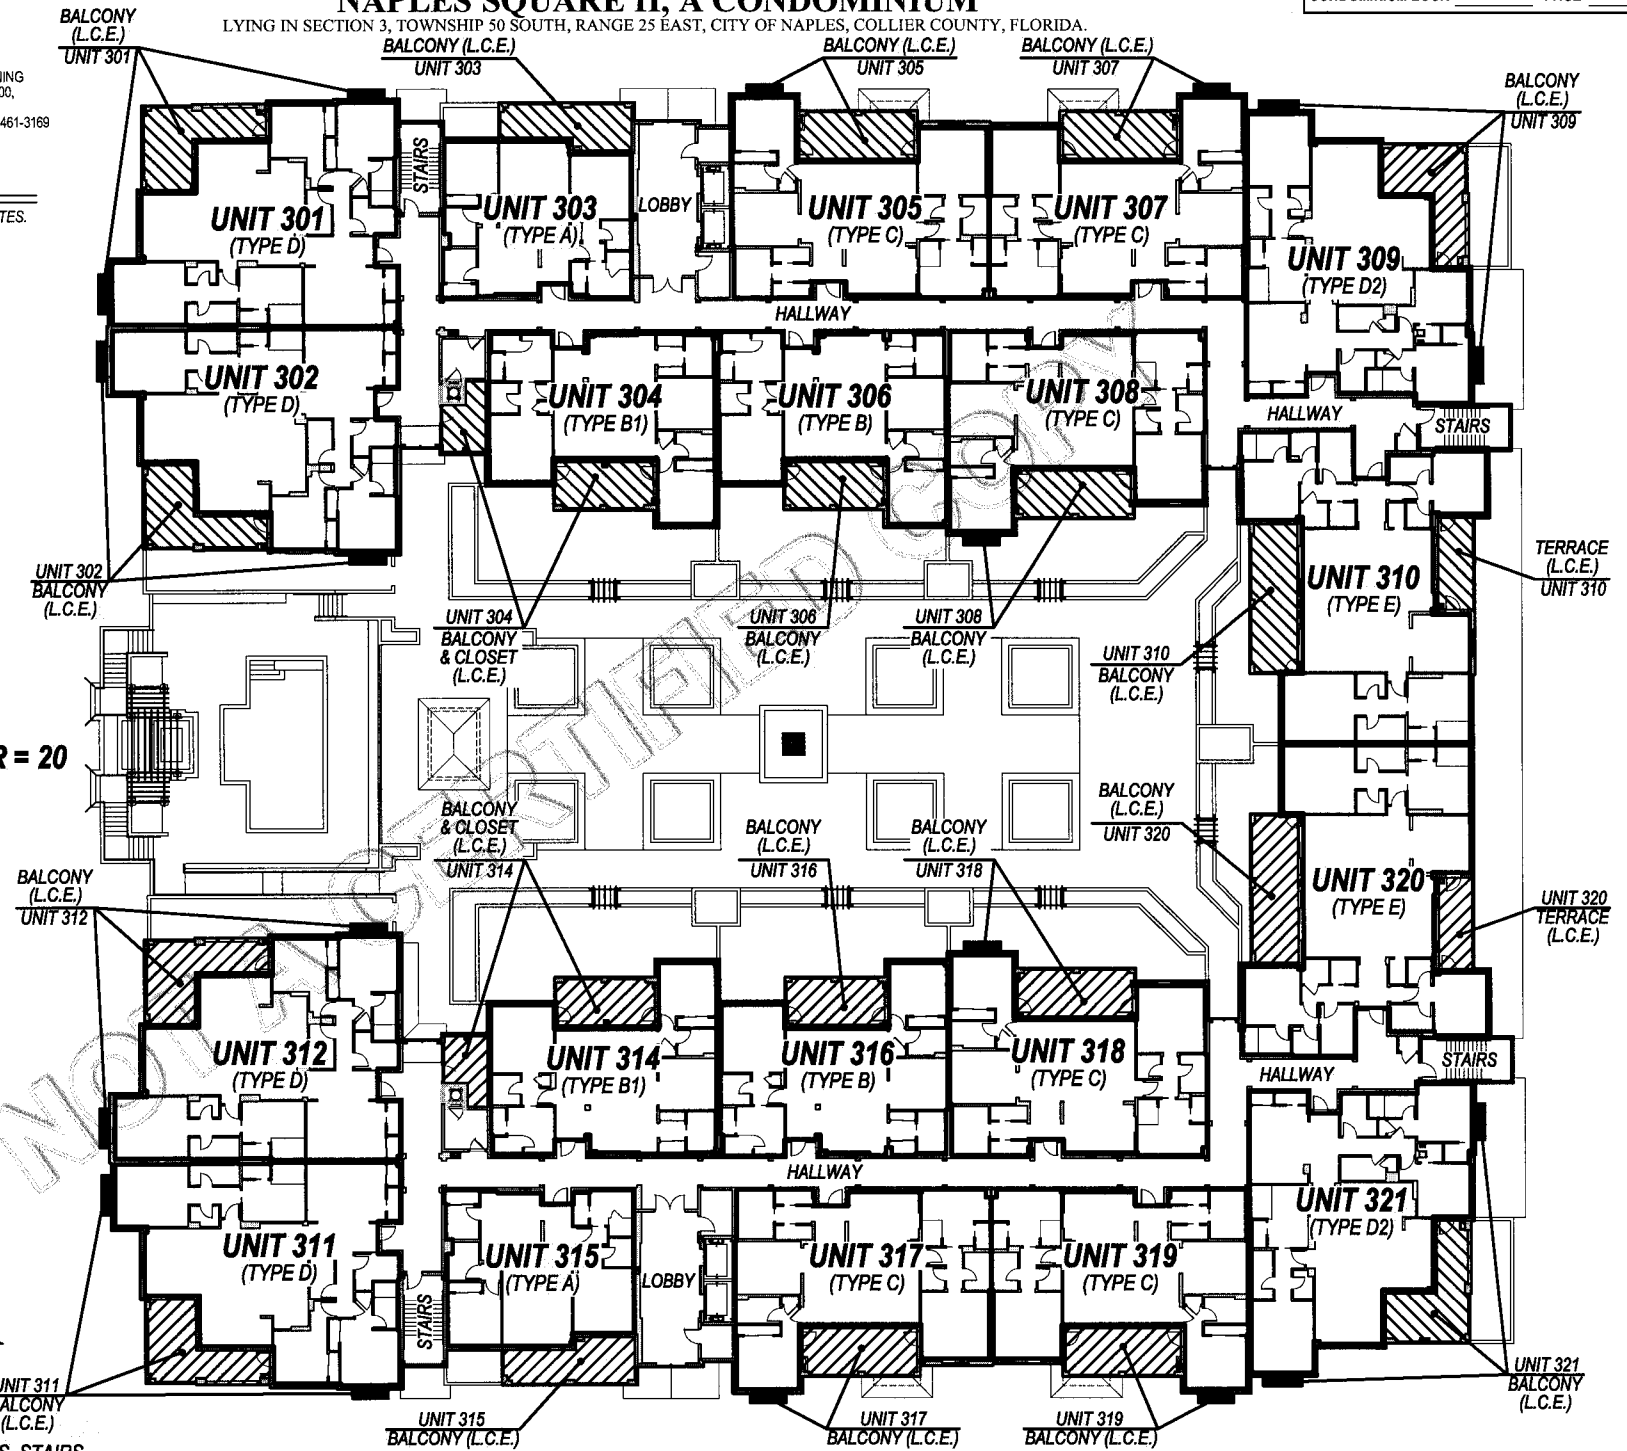 NAPLES SQUARE II, A CONDOMINIUM
LYING IN SECTION 3, TOWNSHIP 50 SOUTH, RANGE 25 EAST, CITY OF NAPLES, COLLIER COUNTY, FLORIDA.
461-3169
TES.
R = 20
BALCONY
(L.C.E.)
UNIT 301
BALCONY (L.C.E.)
UNIT 303
BALCONY (L.C.E.)
UNIT 305
BALCONY (L.C.E.)
UNIT 307
BALCONY
(L.C.E.)
UNIT 309
UNIT 301
(TYPE D)
STAIRS
UNIT 303
(TYPE A)
LOBBY
UNIT 305
(TYPE C)
UNIT 307
(TYPE C)
UNIT 309
(TYPE D2)
HALLWAY
UNIT 302
(TYPE D)
UNIT 304
(TYPE B1)
UNIT 306
(TYPE B)
UNIT 308
(TYPE C)
HALLWAY
STAIRS
UNIT 302
BALCONY
(L.C.E.)
UNIT 304
BALCONY
& CLOSET
(L.C.E.)
UNIT 306
BALCONY
(L.C.E.)
UNIT 308
BALCONY
(L.C.E.)
UNIT 310
BALCONY
(L.C.E.)
UNIT 310
(TYPE E)
TERRACE
(L.C.E.)
UNIT 310
NOT A CERTIFIED COPY
BALCONY
& CLOSET
(L.C.E.)
UNIT 314
BALCONY
(L.C.E.)
UNIT 316
BALCONY
(L.C.E.)
UNIT 318
BALCONY
(L.C.E.)
UNIT 320
UNIT 320
(TYPE E)
UNIT 320
TERRACE
(L.C.E.)
BALCONY
(L.C.E.)
UNIT 312
UNIT 312
(TYPE D)
UNIT 314
(TYPE B1)
UNIT 316
(TYPE B)
UNIT 318
(TYPE C)
HALLWAY
STAIRS
HALLWAY
UNIT 311
(TYPE D)
STAIRS
UNIT 315
(TYPE A)
LOBBY
UNIT 317
(TYPE C)
UNIT 319
(TYPE C)
UNIT 321
(TYPE D2)
UNIT 311
BALCONY
(L.C.E.)
UNIT 315
BALCONY (L.C.E.)
UNIT 317
BALCONY (L.C.E.)
UNIT 319
BALCONY (L.C.E.)
UNIT 321
BALCONY
(L.C.E.)
STAIRS